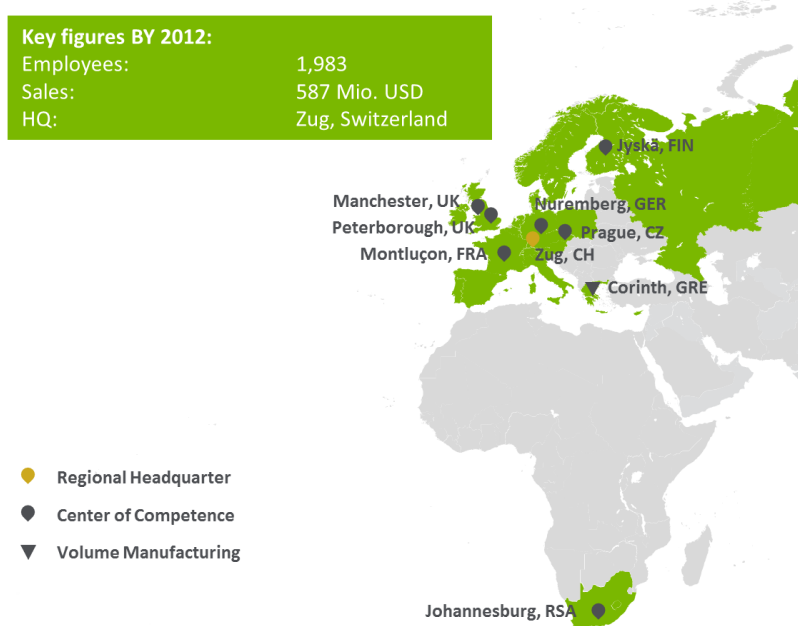 Key figures BY 2012:
Employees: 1,983
Sales: 587 Mio. USD
HQ: Zug, Switzerland
Jyskä, FIN
Manchester, UK
Nuremberg, GER
Peterborough, UK
Prague, CZ
Montluçon, FRA
Zug, CH
Corinth, GRE
Regional Headquarter
Center of Competence
Volume Manufacturing
Johannesburg, RSA